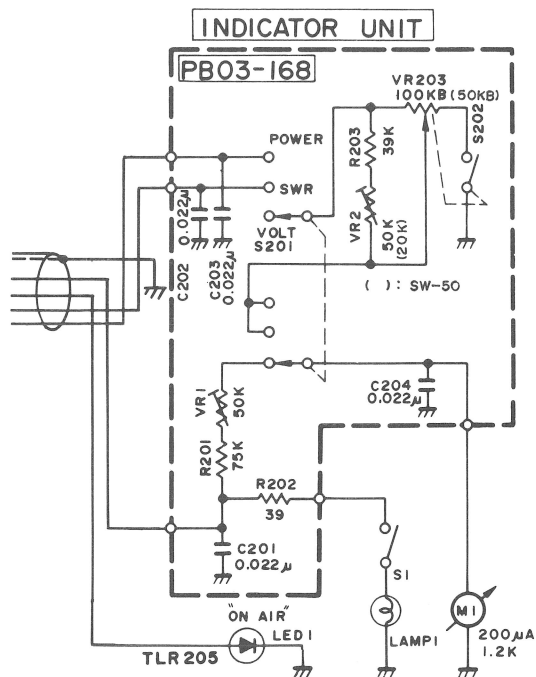 INDICATOR UNIT
PB03-168
VR203
100KB (50KB)
S202
POWER
R203
39K
SWR
0.022μ
VOLT
S201
VR2
50K
(20K)
C202
C203
0.022μ
( ): SW-50
VR1
50K
C204
0.022μ
R201
75K
R202
39
C201
0.022μ
S1
"ON AIR"
LED1
TLR205
LAMP1
M1
200μA
1.2K